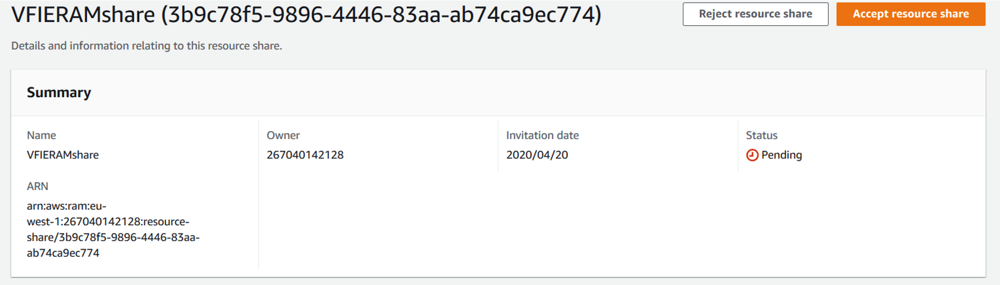 VFIERAMshare (3b9c78f5-9896-4446-83aa-ab74ca9ec774)
Reject resource share
Accept resource share
Details and information relating to this resource share.
Summary
Name
VFIERAMshare
ARN
arn:aws:ram:eu-
west-1:267040142128:resource-
share/3b9c78f5-9896-4446-83aa-
ab74ca9ec774
Owner
267040142128
Invitation date
2020/04/20
Status
Pending